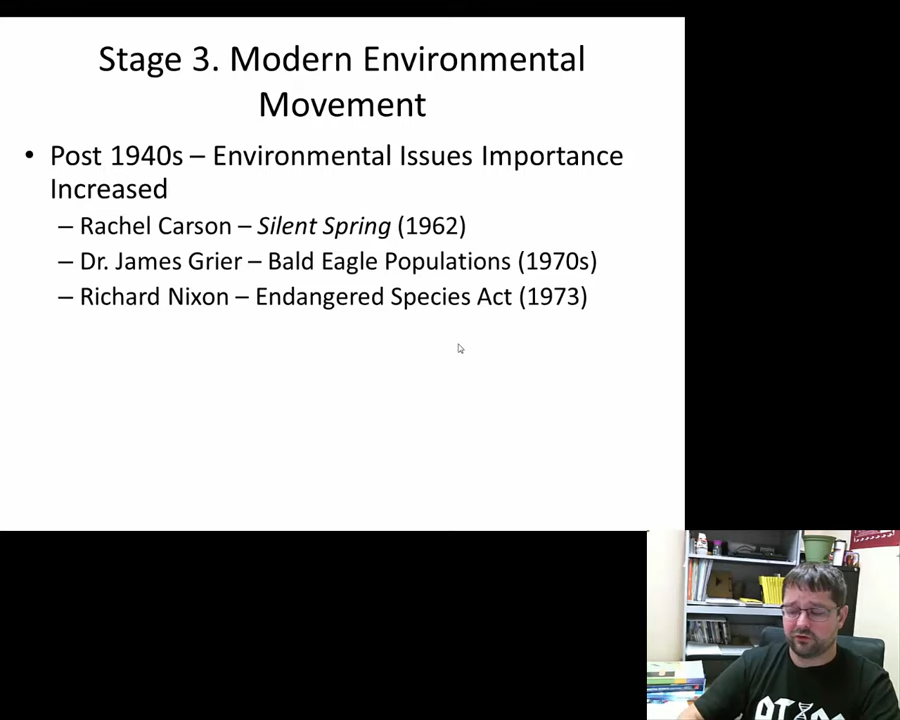 Stage 3. Modern Environmental
Movement
• Post 1940s – Environmental Issues Importance
Increased
– Rachel Carson – Silent Spring (1962)
– Dr. James Grier – Bald Eagle Populations (1970s)
– Richard Nixon – Endangered Species Act (1973)